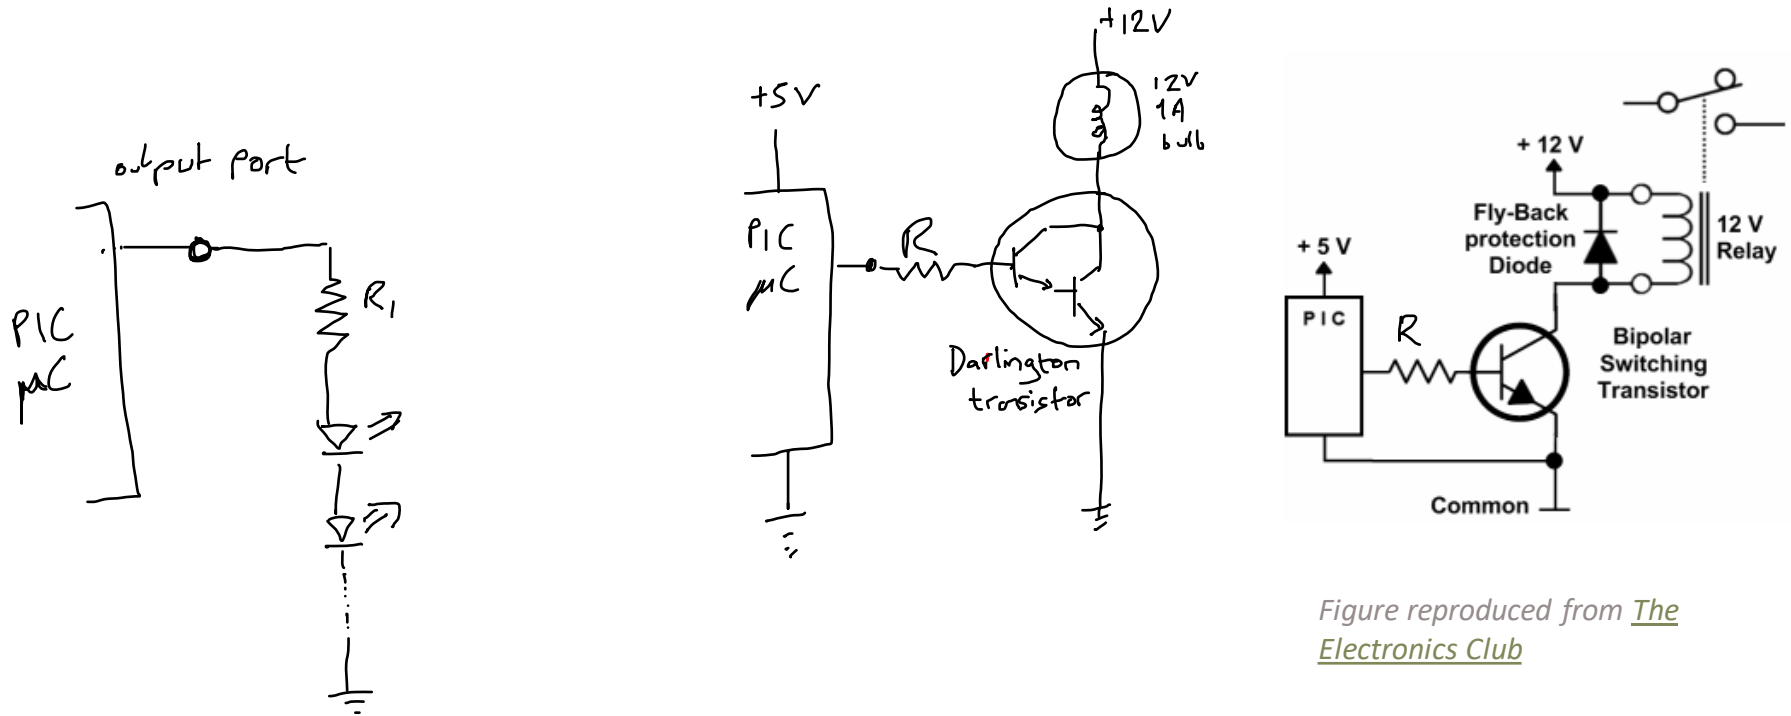 output port
PIC
µC
R1
+5V
PIC
µC
R
+12V
12V
1A
bulb
Darlington
transistor
+ 12 V
Fly-Back
protection
Diode
12 V
Relay
+ 5 V
PIC
R
Bipolar
Switching
Transistor
Common
Figure reproduced from The
Electronics Club